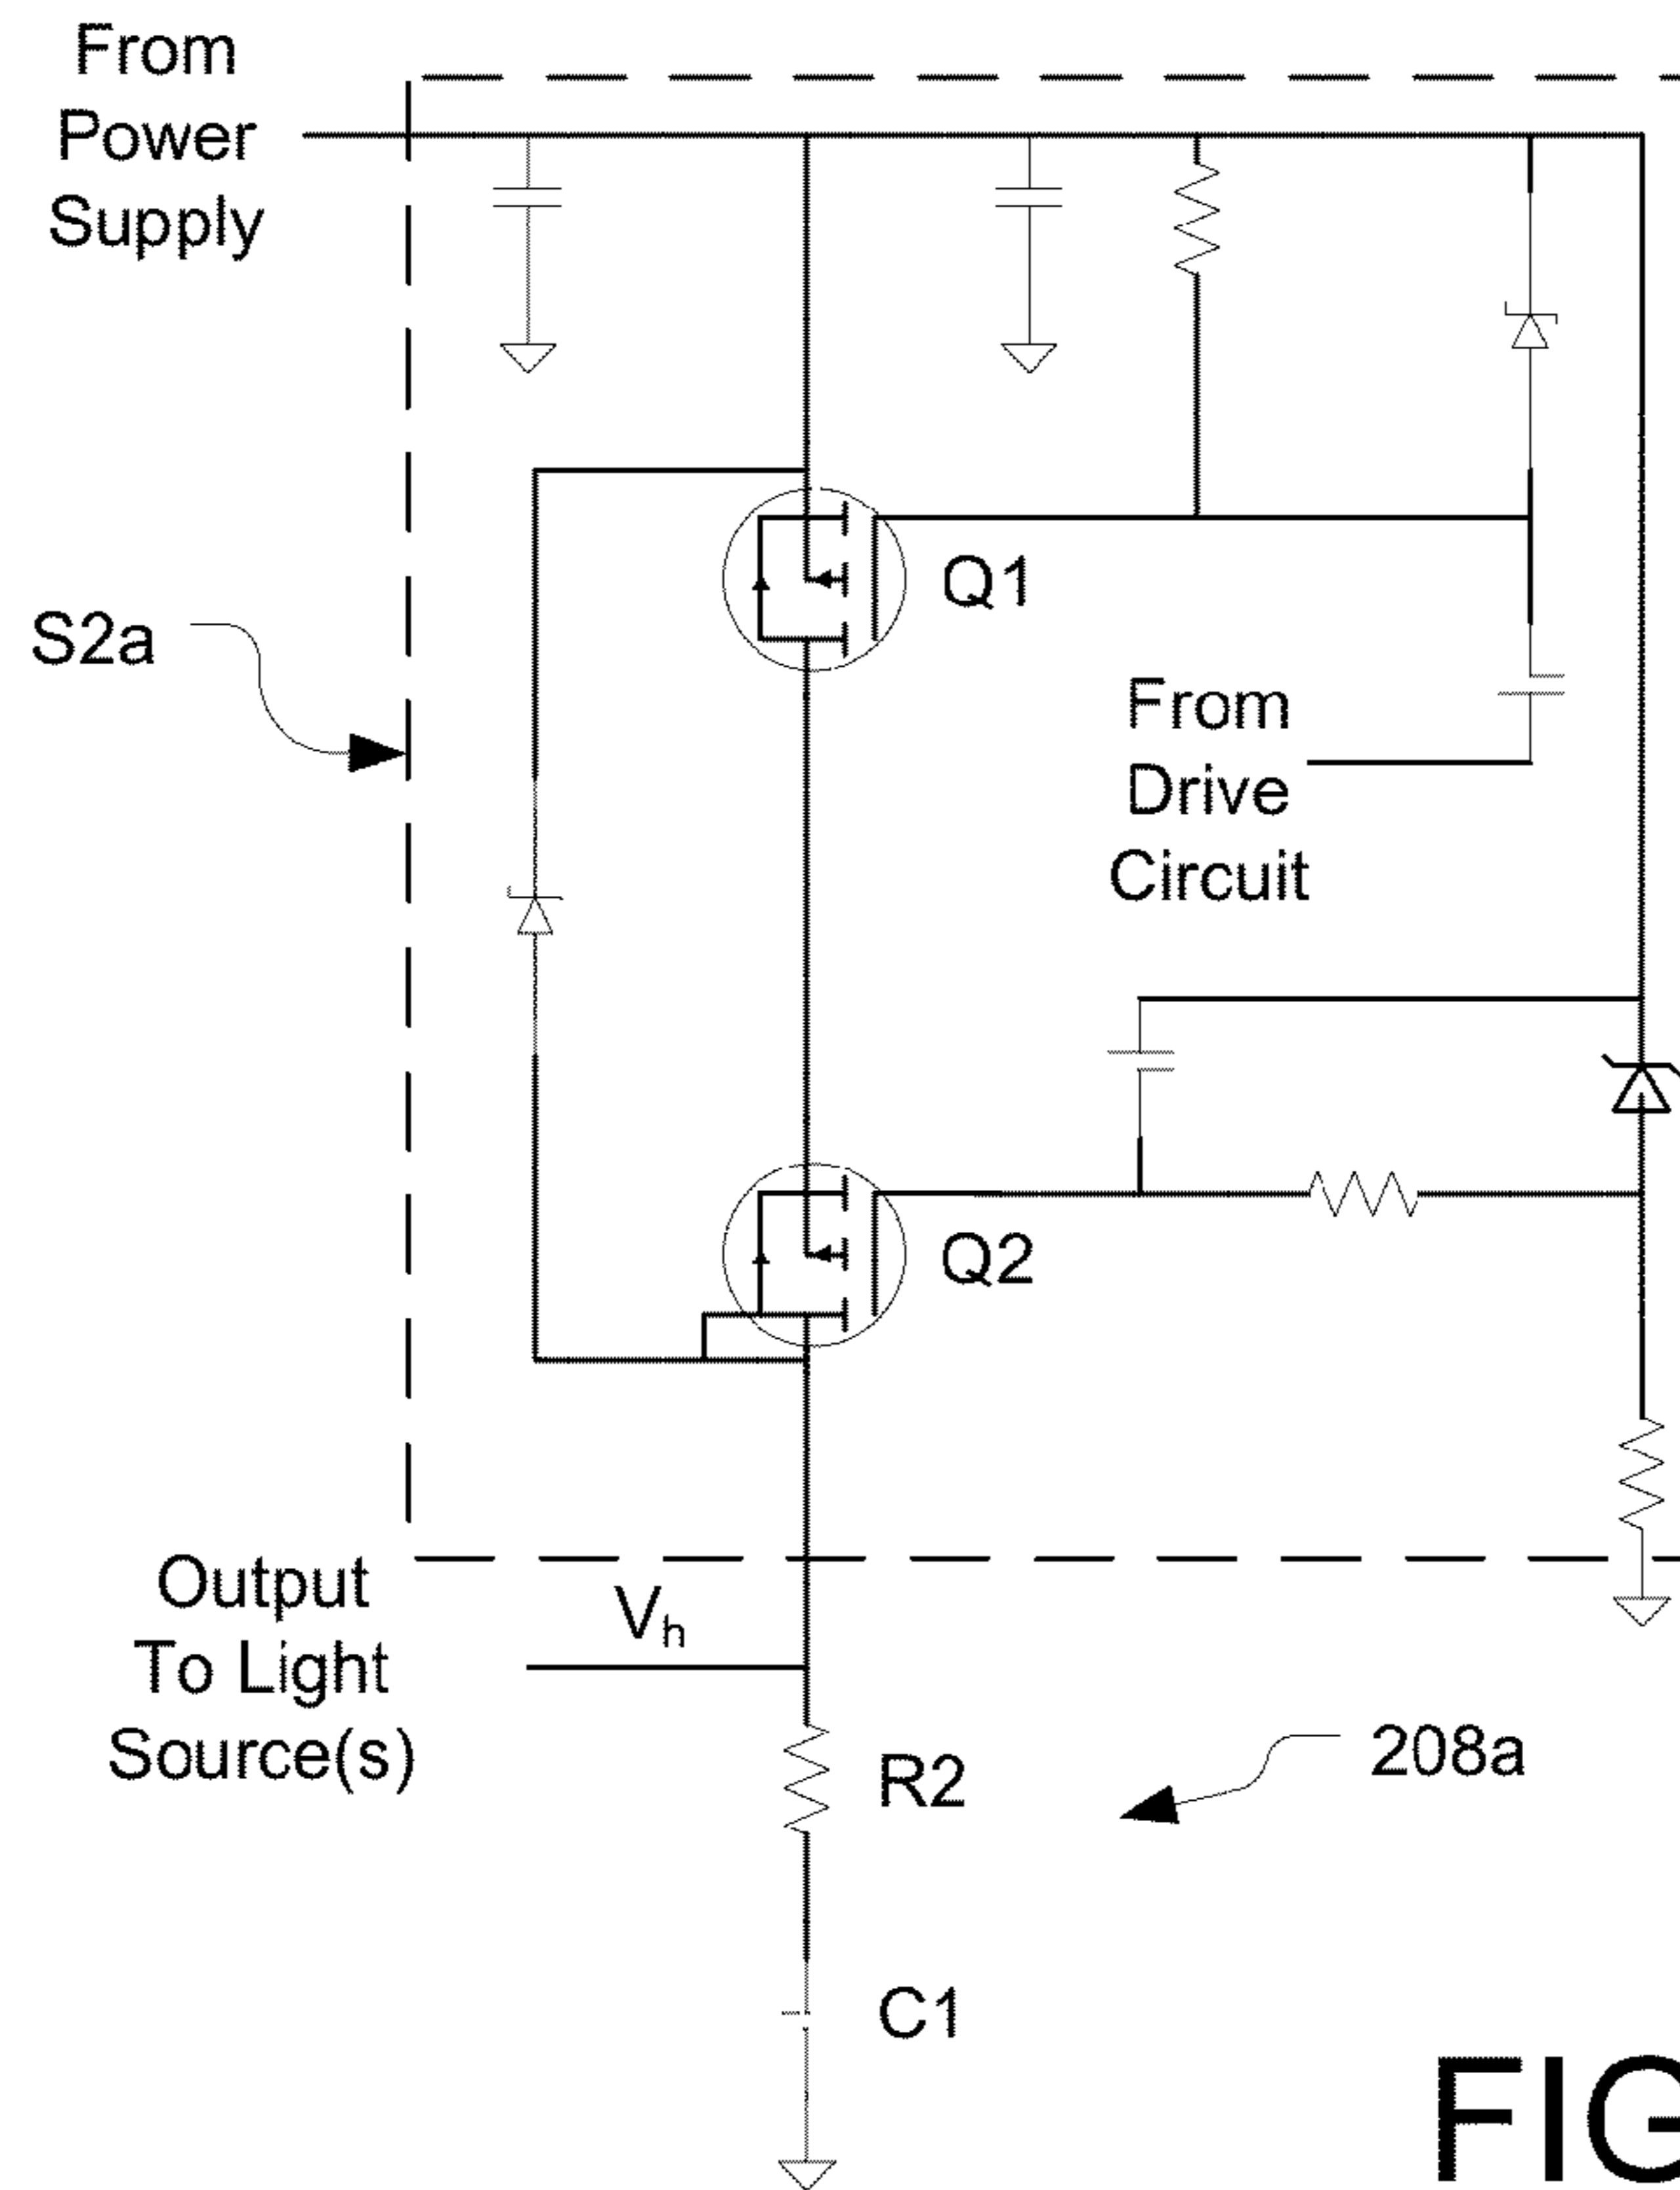 From
Power
Supply
Q1
S2a
From
Drive
Circuit
Q2
Output
To Light
Source(s)
Vh
R2
208a
C1
FIG